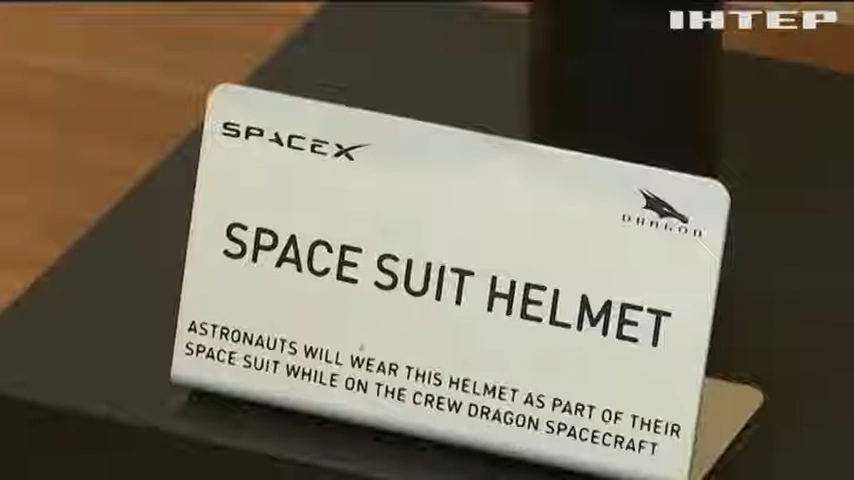 ІНТЕР
SPACEX
DRAGON
SPACE SUIT HELMET
ASTRONAUTS WILL WEAR THIS HELMET AS PART OF THEIR
SPACE SUIT WHILE ON THE CREW DRAGON SPACECRAFT